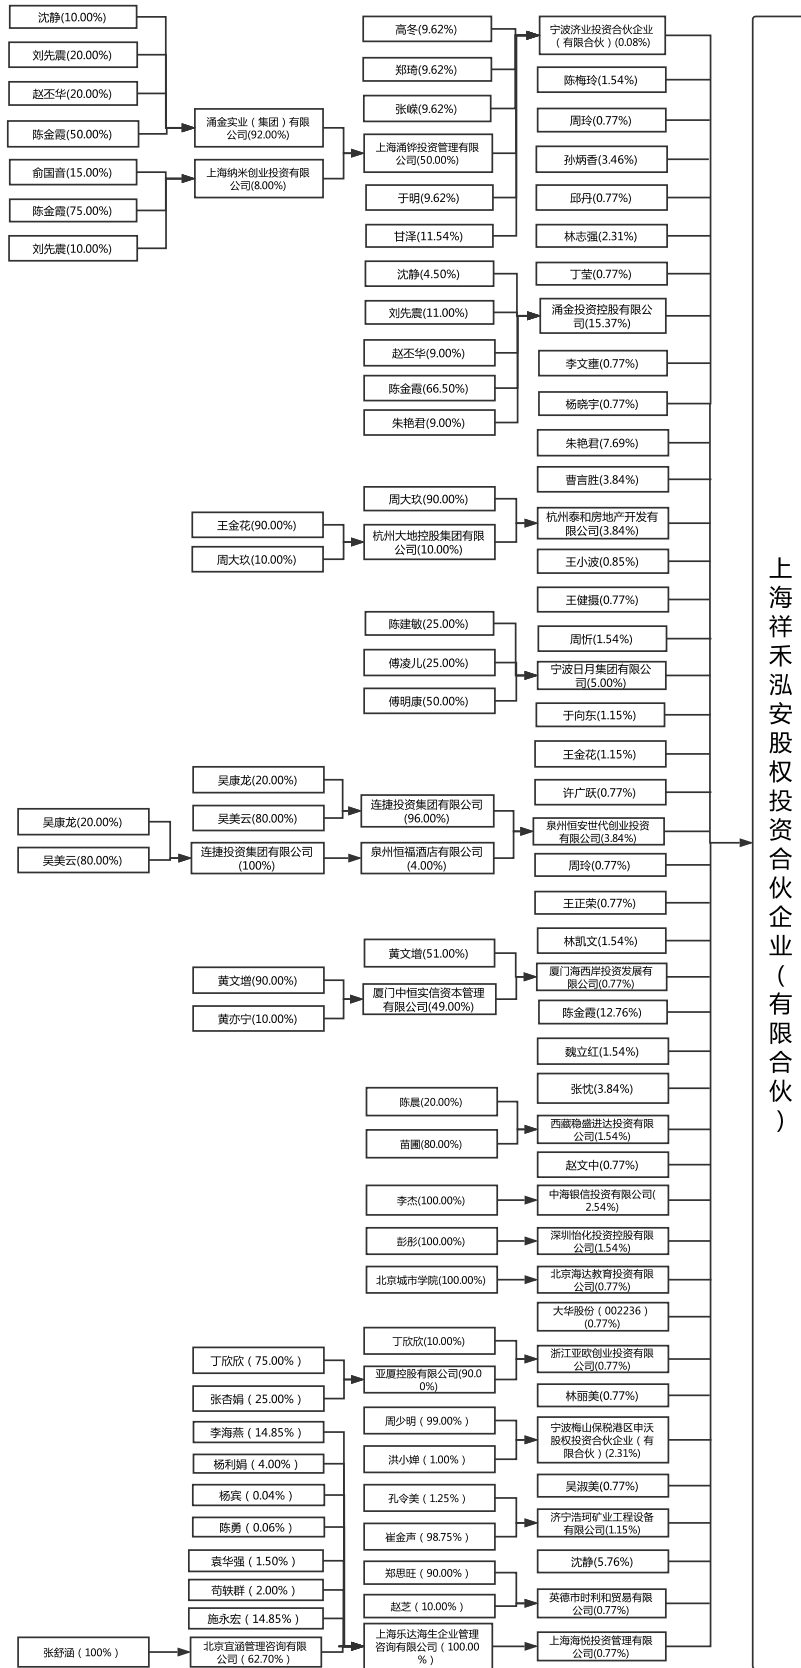 沈静(10.00%)
刘先震(20.00%)
赵丕华(20.00%)
陈金霞(50.00%)
俞国音(15.00%)
陈金霞(75.00%)
刘先震(10.00%)
涌金实业（集团）有限
公司(92.00%)
上海纳米创业投资有限
公司(8.00%)
高冬(9.62%)
郑琦(9.62%)
张嵘(9.62%)
上海涌铧投资管理有限
公司(50.00%)
于明(9.62%)
甘泽(11.54%)
沈静(4.50%)
刘先震(11.00%)
赵丕华(9.00%)
陈金霞(66.50%)
朱艳君(9.00%)
宁波济业投资合伙企业
（有限合伙）(0.08%)
陈梅玲(1.54%)
周玲(0.77%)
孙炳香(3.46%)
邱丹(0.77%)
林志强(2.31%)
丁莹(0.77%)
涌金投资控股有限公
司(15.37%)
李文壅(0.77%)
杨晓宇(0.77%)
朱艳君(7.69%)
曹言胜(3.84%)
王金花(90.00%)
周大玖(10.00%)
周大玖(90.00%)
杭州大地控股集团有限
公司(10.00%)
杭州泰和房地产开发有
限公司(3.84%)
王小波(0.85%)
王健摄(0.77%)
周忻(1.54%)
陈建敏(25.00%)
傅凌儿(25.00%)
傅明康(50.00%)
宁波日月集团有限公
司(5.00%)
于向东(1.15%)
王金花(1.15%)
许广跃(0.77%)
吴康龙(20.00%)
吴美云(80.00%)
吴康龙(20.00%)
吴美云(80.00%)
连捷投资集团有限公司
(100%)
连捷投资集团有限公司
(96.00%)
泉州恒福酒店有限公司
(4.00%)
泉州恒安世代创业投资
有限公司(3.84%)
周玲(0.77%)
王正荣(0.77%)
林凯文(1.54%)
黄文增(90.00%)
黄亦宁(10.00%)
黄文增(51.00%)
厦门中恒实信资本管理
有限公司(49.00%)
厦门海西岸投资发展有
限公司(0.77%)
陈金霞(12.76%)
魏立红(1.54%)
张忱(3.84%)
陈晨(20.00%)
苗圃(80.00%)
西藏稳盛进达投资有限
公司(1.54%)
赵文中(0.77%)
李杰(100.00%)
中海银信投资有限公司(
2.54%)
彭彤(100.00%)
深圳怡化投资控股有限
公司(1.54%)
北京城市学院(100.00%)
北京海达教育投资有限
公司(0.77%)
大华股份（002236）
(0.77%)
丁欣欣（75.00%）
张杏娟（25.00%）
丁欣欣(10.00%)
亚厦控股有限公司(90.0
0%)
浙江亚欧创业投资有限
公司(0.77%)
林丽美(0.77%)
周少明（99.00%）
洪小婵（1.00%）
宁波梅山保税港区申沃
股权投资合伙企业（有
限合伙）(2.31%)
吴淑美(0.77%)
孔令美（1.25%）
崔金声（98.75%）
济宁浩珂矿业工程设备
有限公司(1.15%)
沈静(5.76%)
郑思旺（90.00%）
赵芝（10.00%）
英德市时利和贸易有限
公司(0.77%)
李海燕（14.85%）
杨利娟（4.00%）
杨宾（0.04%）
陈勇（0.06%）
袁华强（1.50%）
苟轶群（2.00%）
施永宏（14.85%）
张舒涵（100%）
北京宜涵管理咨询有限
公司（62.70%）
上海乐达海生企业管理
咨询有限公司（100.00
%）
上海海悦投资管理有限
公司(0.77%)
上海祥禾泓安股权投资合伙企业(有限合伙)